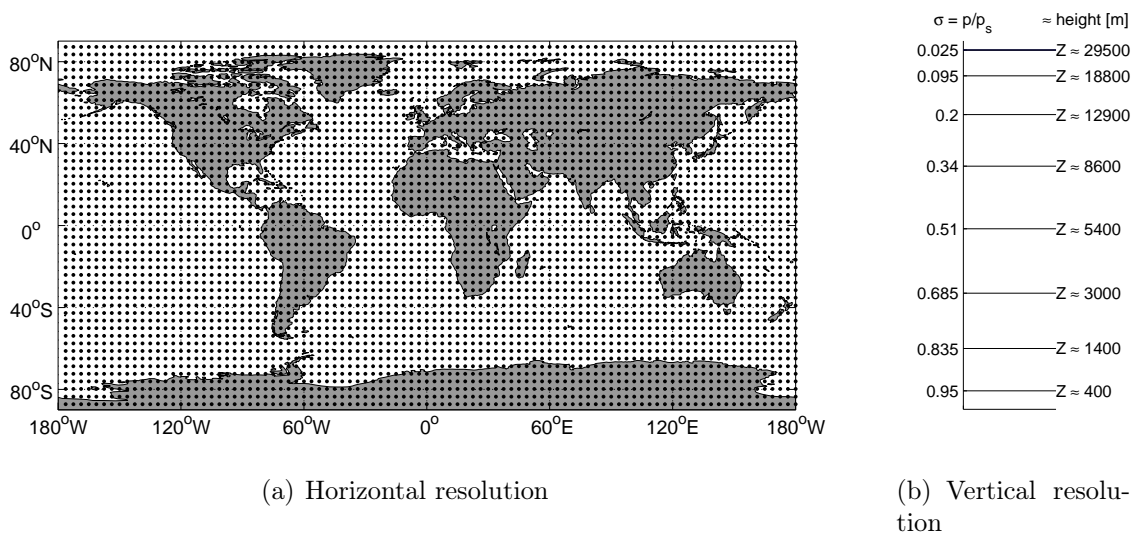 80°N
40°N
0°
40°S
80°S
180°W
120°W
60°W
0°
60°E
120°E
180°W
σ = p/pₛ
≈ height [m]
0.025
Z ≈ 29500
0.095
Z ≈ 18800
0.2
Z ≈ 12900
0.34
Z ≈ 8600
0.51
Z ≈ 5400
0.685
Z ≈ 3000
0.835
Z ≈ 1400
0.95
Z ≈ 400
(a) Horizontal resolution
(b) Vertical resolu-
tion